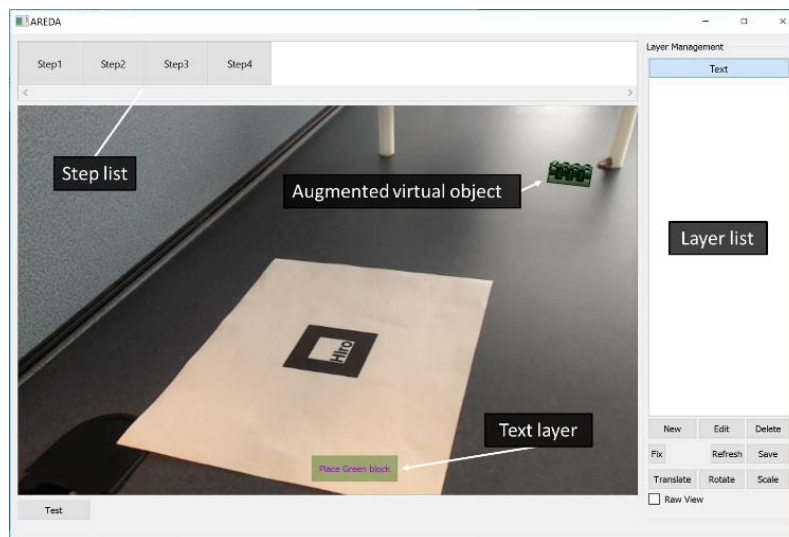 AREDA
Layer Management
Step1 Step2 Step3 Step4
Text
Step list
Augmented virtual object
Layer list
Hiro
Text layer
Place Green block
New Edit Delete
Fix Refresh Save
Translate Rotate Scale
Raw View
Test